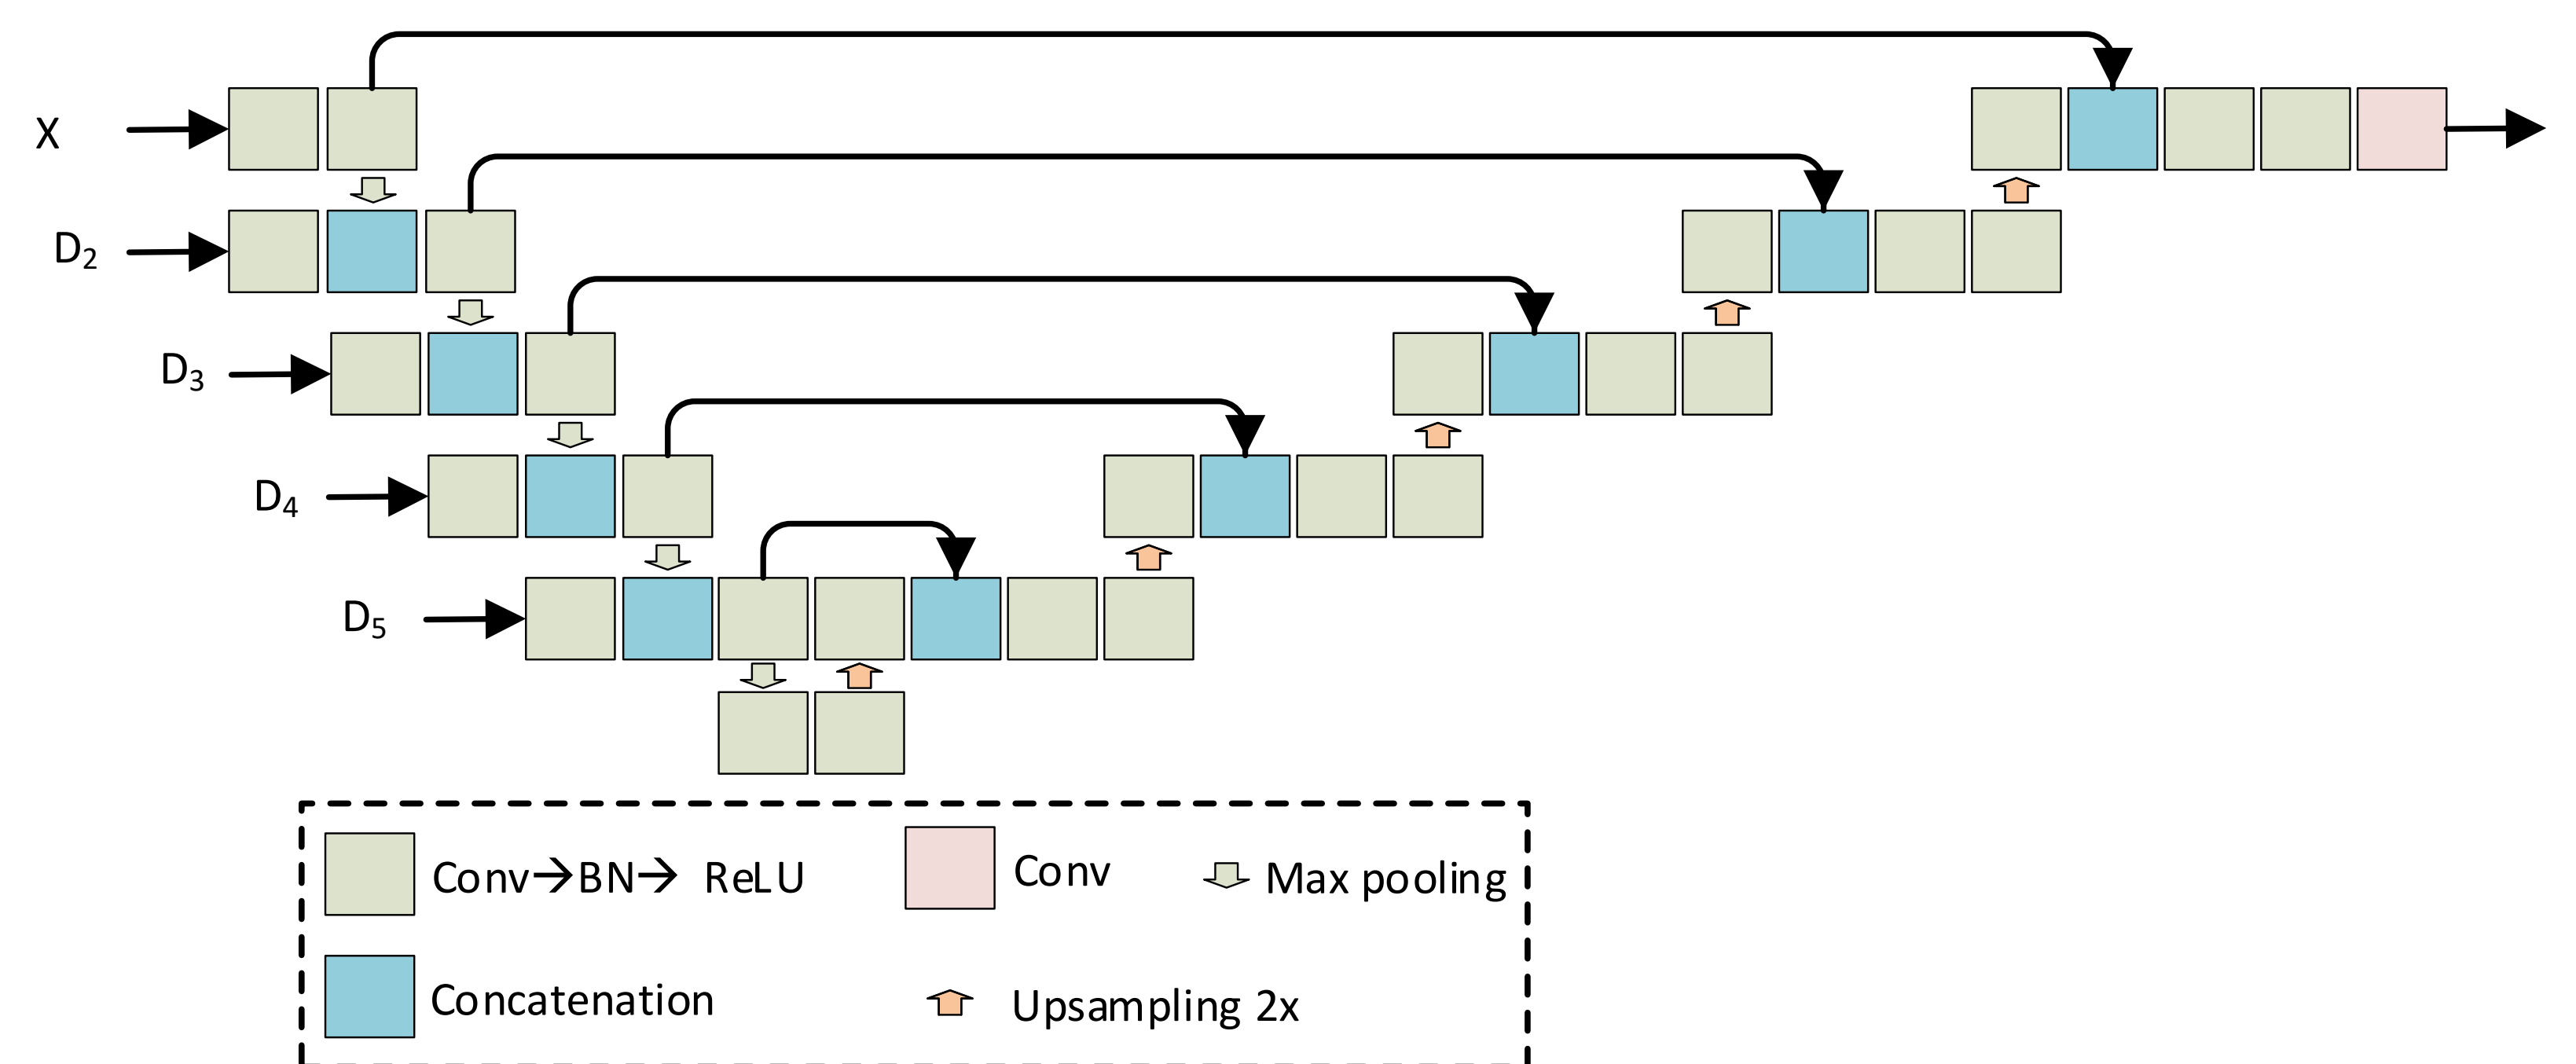 X
D2
D3
D4
D5
Conv→BN→ ReLU
Conv
Max pooling
Concatenation
Upsampling 2x